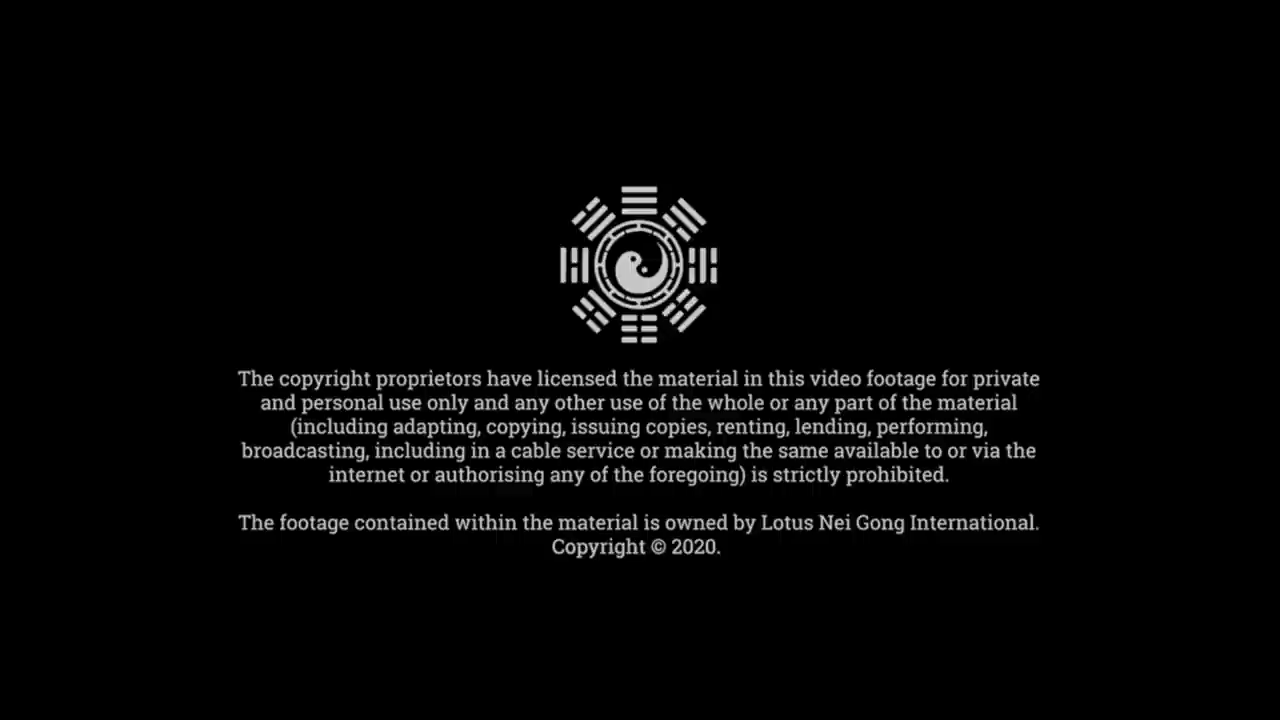 The copyright proprietors have licensed the material in this video footage for private
and personal use only and any other use of the whole or any part of the material
(including adapting, copying, issuing copies, renting, lending, performing,
broadcasting, including in a cable service or making the same available to or via the
internet or authorising any of the foregoing) is strictly prohibited.
The footage contained within the material is owned by Lotus Nei Gong International.
Copyright © 2020.